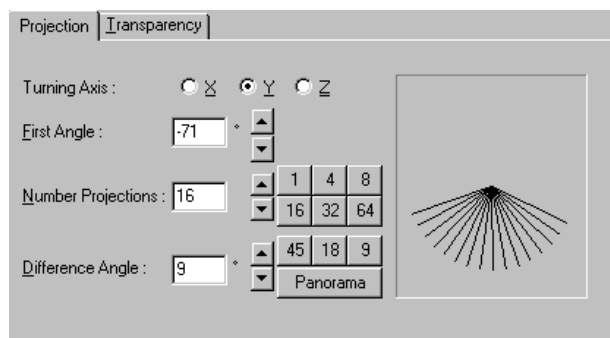 Projection Transparency
Turning Axis : X Y Z
First Angle : -71 °
Number Projections : 16 1 4 8
16 32 64
Difference Angle : 9 ° 45 18 9
Panorama